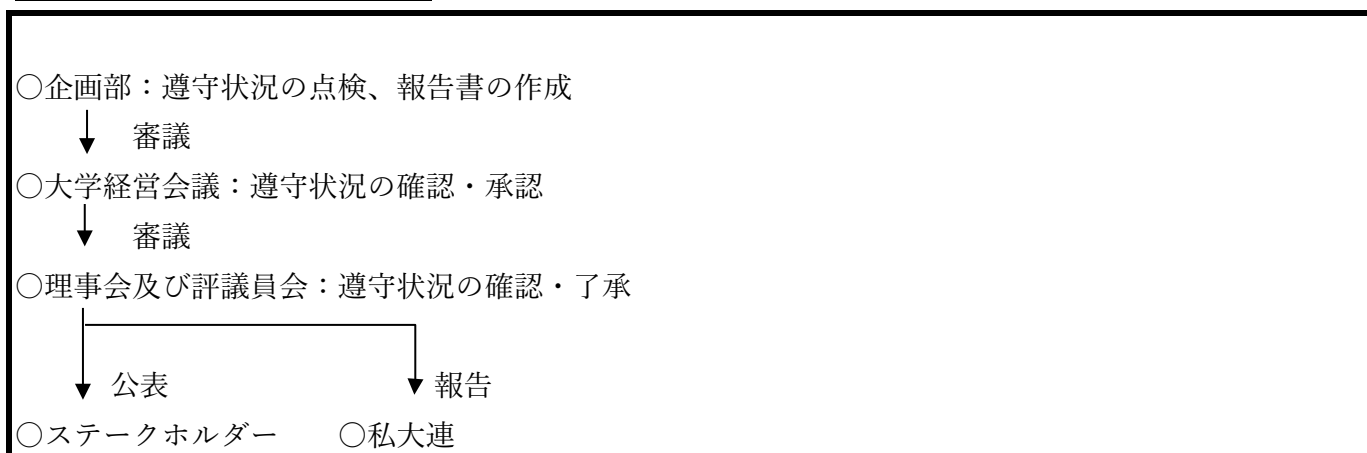 ○企画部：遵守状況の点検、報告書の作成
審議
○大学経営会議：遵守状況の確認・承認
審議
○理事会及び評議員会：遵守状況の確認・了承
公表 報告
○ステークホルダー ○私大連